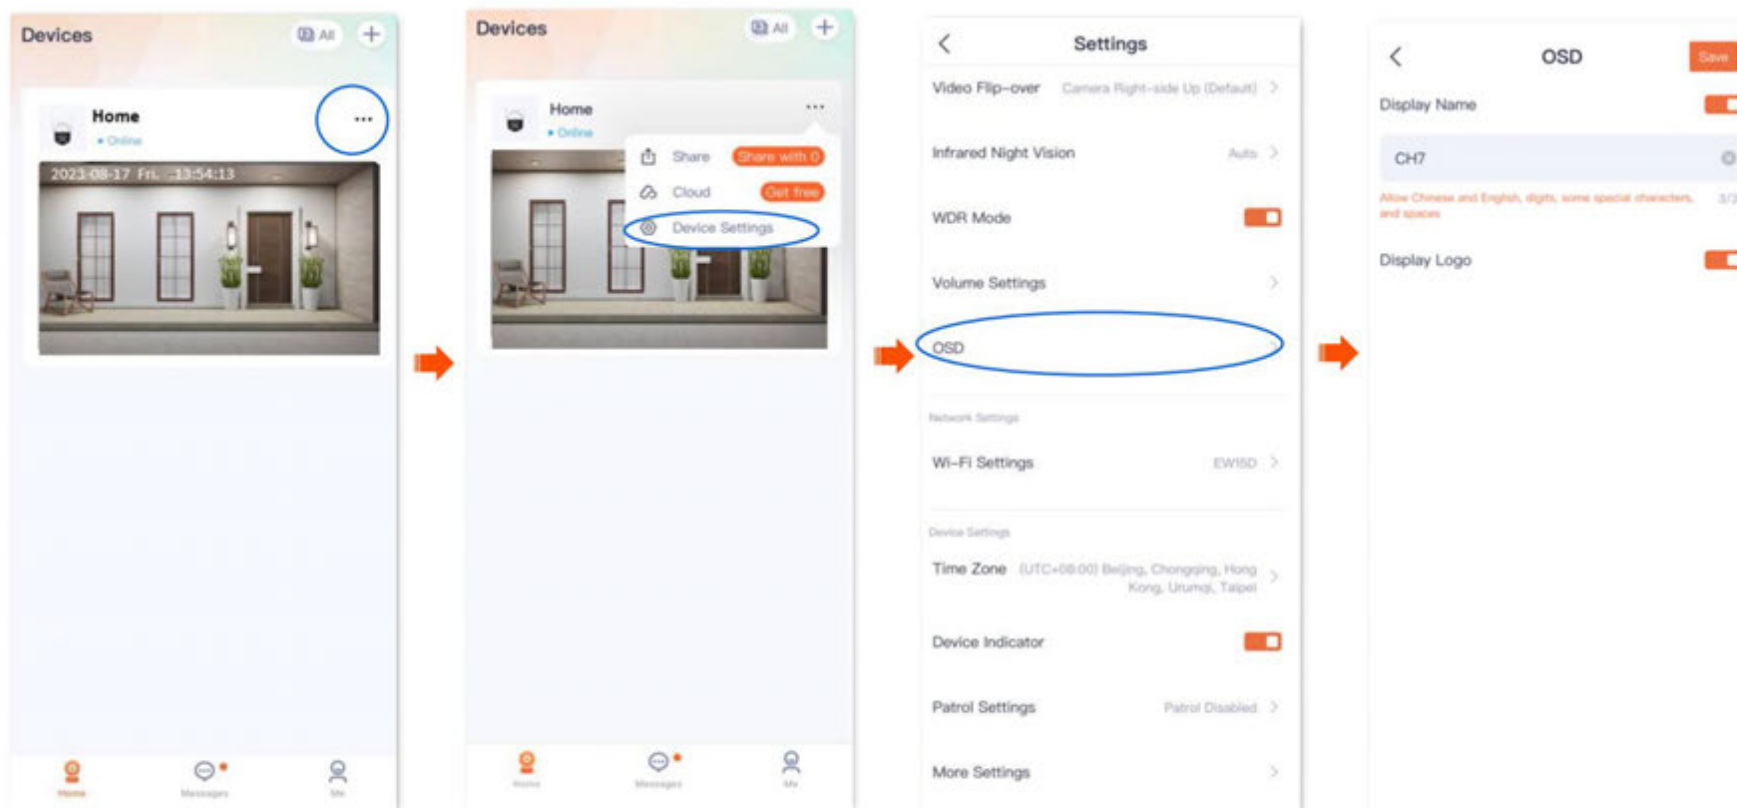 Devices
All
Home
Online
2023-08-17 Fri. 13:54:13
Home
Messages
Me
Devices
All
Home
Online
Share Share with 0
Cloud Get free
Device Settings
Home
Messages
Me
Settings
Video Flip-over Camera Right-side Up (Default)
Infrared Night Vision Auto
WDR Mode
Volume Settings
OSD
Network Settings
Wi-Fi Settings EW15D
Device Settings
Time Zone (UTC+08:00) Beijing, Chongqing, Hong
Kong, Urumqi, Taipei
Device Indicator
Patrol Settings Patrol Disabled
More Settings
OSD Save
Display Name
CH7
Allow Chinese and English, digits, some special characters,
and spaces
Display Logo